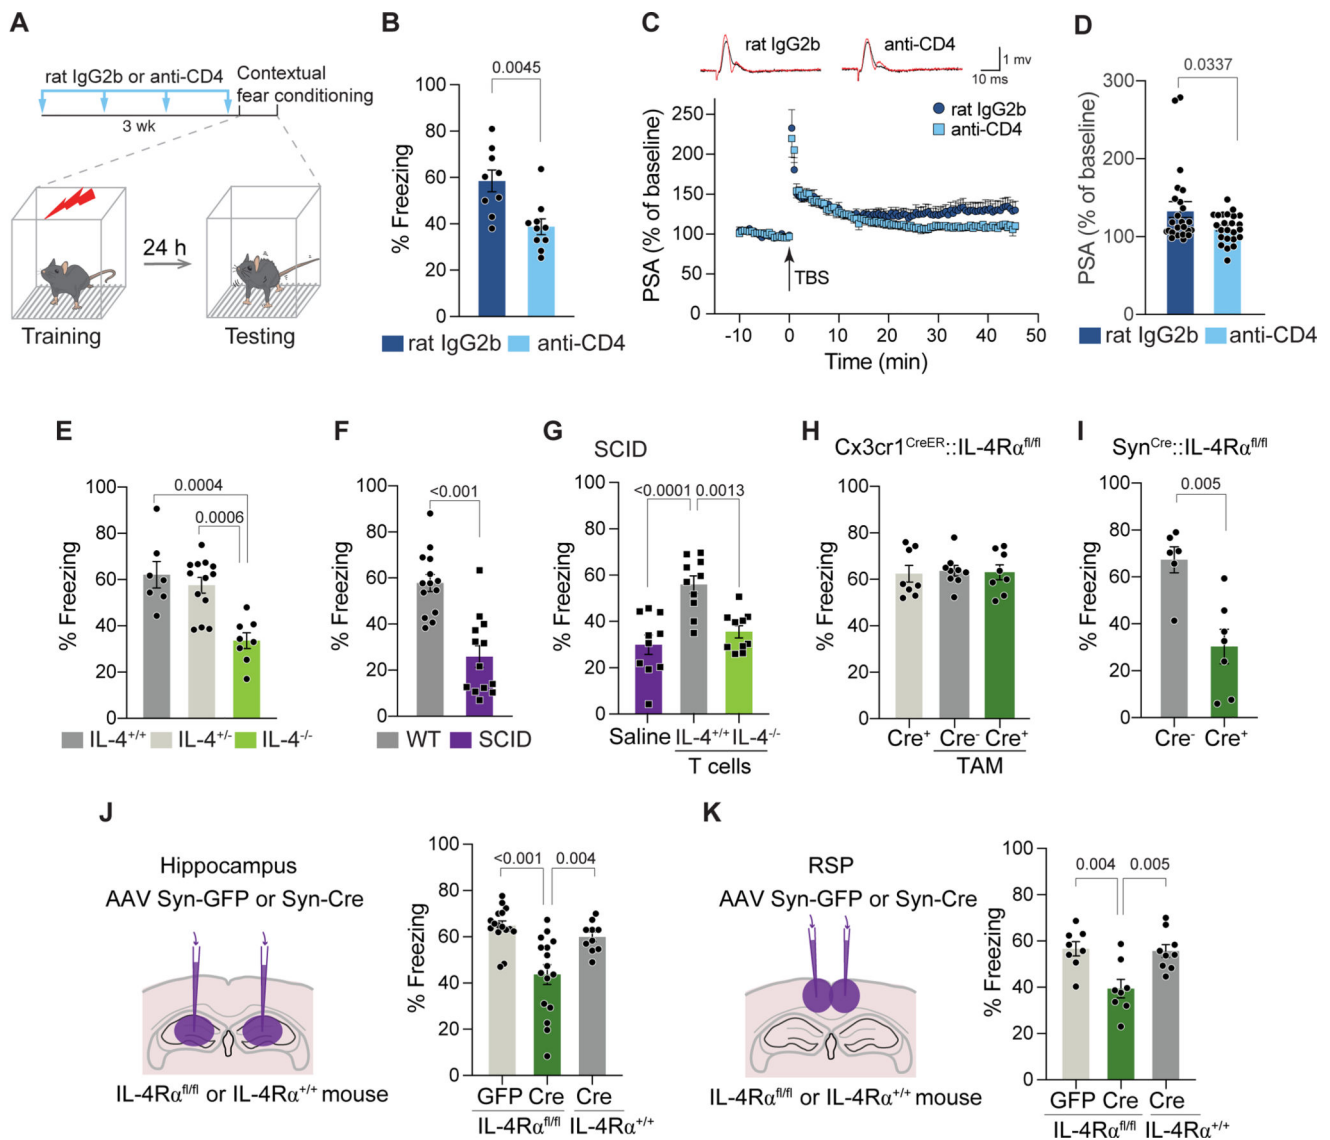 A
rat IgG2b or anti-CD4
Contextual
fear conditioning
3 wk
24 h
Training
Testing
B
0.0045
% Freezing
100
80
60
40
20
0
rat IgG2b
anti-CD4
C
rat IgG2b
anti-CD4
1 mv
10 ms
rat IgG2b
anti-CD4
PSA (% of baseline)
250
200
150
100
50
0
TBS
-10 0 10 20 30 40 50
Time (min)
D
0.0337
PSA (% of baseline)
300
200
100
0
rat IgG2b
anti-CD4
E
0.0004
0.0006
% Freezing
100
80
60
40
20
0
IL-4+/+
IL-4+/-
IL-4-/-
F
<0.001
% Freezing
100
80
60
40
20
0
WT
SCID
G
SCID
<0.0001
0.0013
% Freezing
100
80
60
40
20
0
Saline IL-4+/+ IL-4-/-
T cells
H
Cx3cr1CreER::IL-4Rαfl/fl
% Freezing
100
80
60
40
20
0
Cre+ Cre- Cre+
TAM
I
SynCre::IL-4Rαfl/fl
0.005
% Freezing
100
80
60
40
20
0
Cre- Cre+
J
Hippocampus
AAV Syn-GFP or Syn-Cre
IL-4Rαfl/fl or IL-4Rα+/+ mouse
<0.001
0.004
% Freezing
100
80
60
40
20
0
GFP Cre Cre
IL-4Rαfl/fl IL-4Rα+/+
K
RSP
AAV Syn-GFP or Syn-Cre
IL-4Rαfl/fl or IL-4Rα+/+ mouse
0.004
0.005
% Freezing
100
80
60
40
20
0
GFP Cre Cre
IL-4Rαfl/fl IL-4Rα+/+